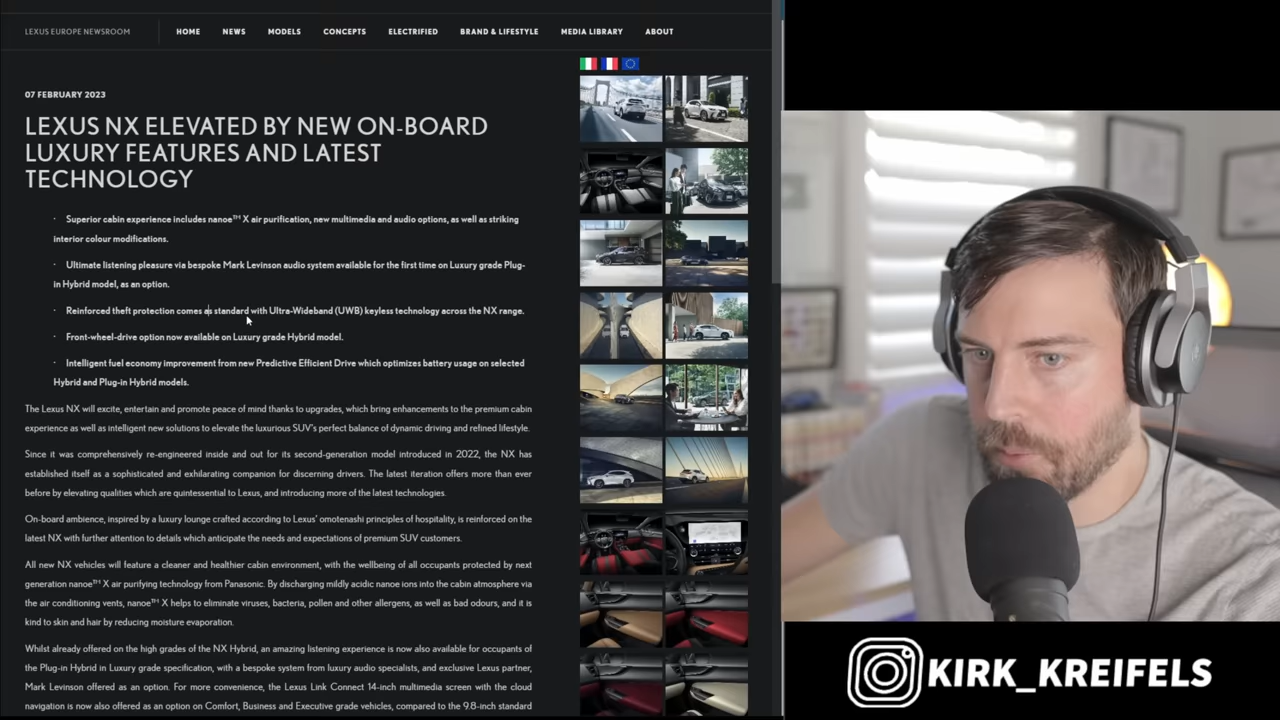 LEXUS EUROPE NEWSROOM
HOME
NEWS
MODELS
CONCEPTS
ELECTRIFIED
BRAND & LIFESTYLE
MEDIA LIBRARY
ABOUT
07 FEBRUARY 2023
LEXUS NX ELEVATED BY NEW ON-BOARD
LUXURY FEATURES AND LATEST
TECHNOLOGY
· Superior cabin experience includes nanoe™ X air purification, new multimedia and audio options, as well as striking
interior colour modifications.
· Ultimate listening pleasure via bespoke Mark Levinson audio system available for the first time on Luxury grade Plug-
in Hybrid model, as an option.
· Reinforced theft protection comes as standard with Ultra-Wideband (UWB) keyless technology across the NX range.
· Front-wheel-drive option now available on Luxury grade Hybrid model.
· Intelligent fuel economy improvement from new Predictive Efficient Drive which optimizes battery usage on selected
Hybrid and Plug-in Hybrid models.
The Lexus NX will excite, entertain and promote peace of mind thanks to upgrades, which bring enhancements to the premium cabin
experience as well as intelligent new solutions to elevate the luxurious SUV's perfect balance of dynamic driving and refined lifestyle.
Since it was comprehensively re-engineered inside and out for its second-generation model introduced in 2022, the NX has
established itself as a sophisticated and exhilarating companion for discerning drivers. The latest iteration offers more than ever
before by elevating qualities which are quintessential to Lexus, and introducing more of the latest technologies.
On-board ambience, inspired by a luxury lounge crafted according to Lexus' omotenashi principles of hospitality, is reinforced on the
latest NX with further attention to details which anticipate the needs and expectations of premium SUV customers.
All new NX vehicles will feature a cleaner and healthier cabin environment, with the wellbeing of all occupants protected by next
generation nanoe™ X air purifying technology from Panasonic. By discharging mildly acidic nanoe ions into the cabin atmosphere via
the air conditioning vents, nanoe™ X helps to eliminate viruses, bacteria, pollen and other allergens, as well as bad odours, and it is
kind to skin and hair by reducing moisture evaporation.
Whilst already offered on the high grades of the NX Hybrid, an amazing listening experience is now also available for occupants of
the Plug-in Hybrid in Luxury grade specification, with a bespoke system from luxury audio specialists, and exclusive Lexus partner,
Mark Levinson offered as an option. For more convenience, the Lexus Link Connect 14-inch multimedia screen with the cloud
navigation is now also offered as an option on Comfort, Business and Executive grade vehicles, compared to the 9.8-inch standard
KIRK_KREIFELS